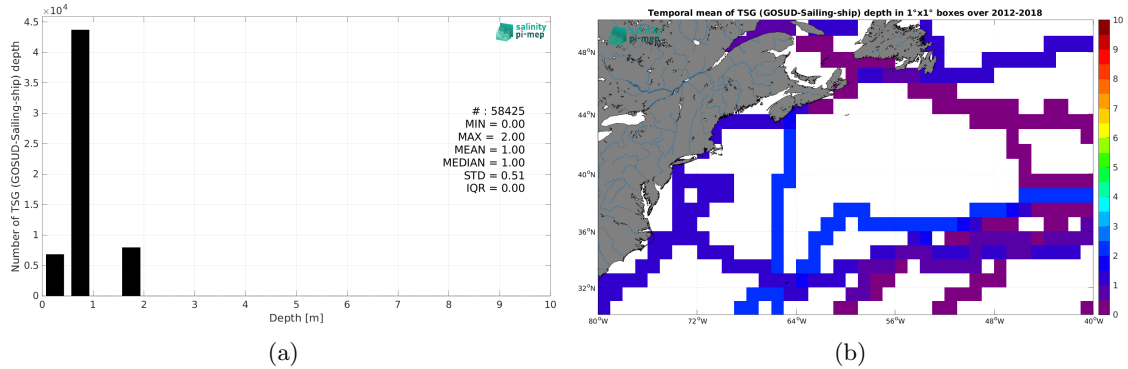 ×10⁴
4.5
4
3.5
3
2.5
2
1.5
1
0.5
0
Number of TSG (GOSUD-Sailing-ship) depth
salinity
pi-mep
# : 58425
MIN = 0.00
MAX = 2.00
MEAN = 1.00
MEDIAN = 1.00
STD = 0.51
IQR = 0.00
0 1 2 3 4 5 6 7 8 9 10
Depth [m]
(a)
Temporal mean of TSG (GOSUD-Sailing-ship) depth in 1°x1° boxes over 2012-2018
salinity
pi-mep
48°N
44°N
40°N
36°N
32°N
80°W 72°W 64°W 56°W 48°W 40°W
10
9
8
7
6
5
4
3
2
1
0
(b)